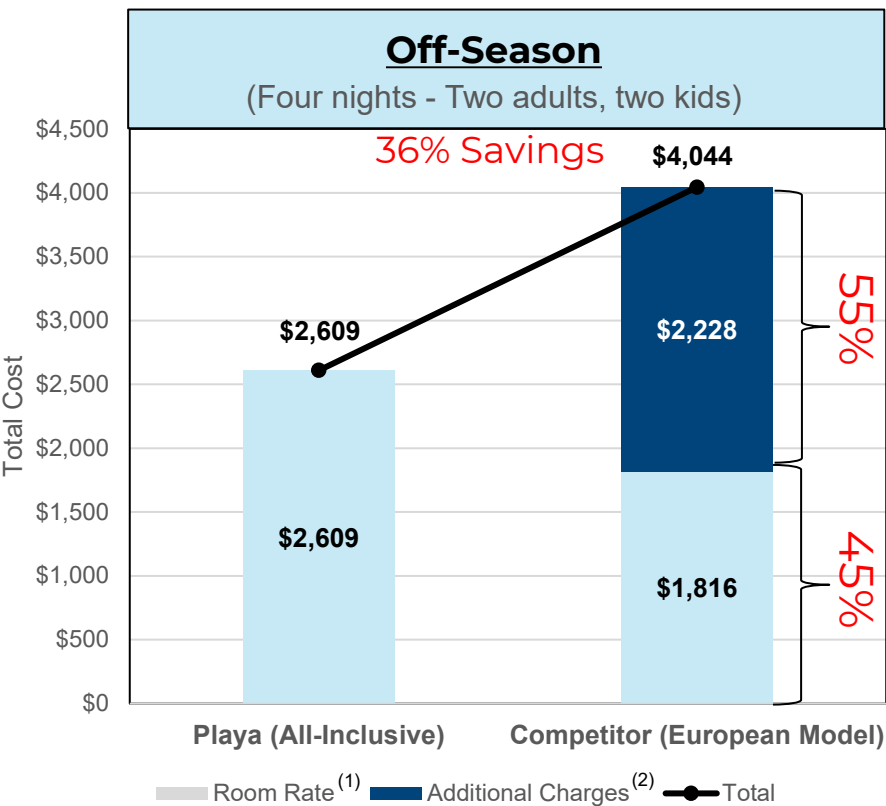 Off-Season
(Four nights - Two adults, two kids)
36% Savings
$4,500
$4,000
$3,500
$3,000
$2,500
$2,000
$1,500
$1,000
$500
$0
Total Cost
$2,609
$2,609
$4,044
$2,228
$1,816
55%
45%
Playa (All-Inclusive) Competitor (European Model)
Room Rate (1) Additional Charges (2) Total